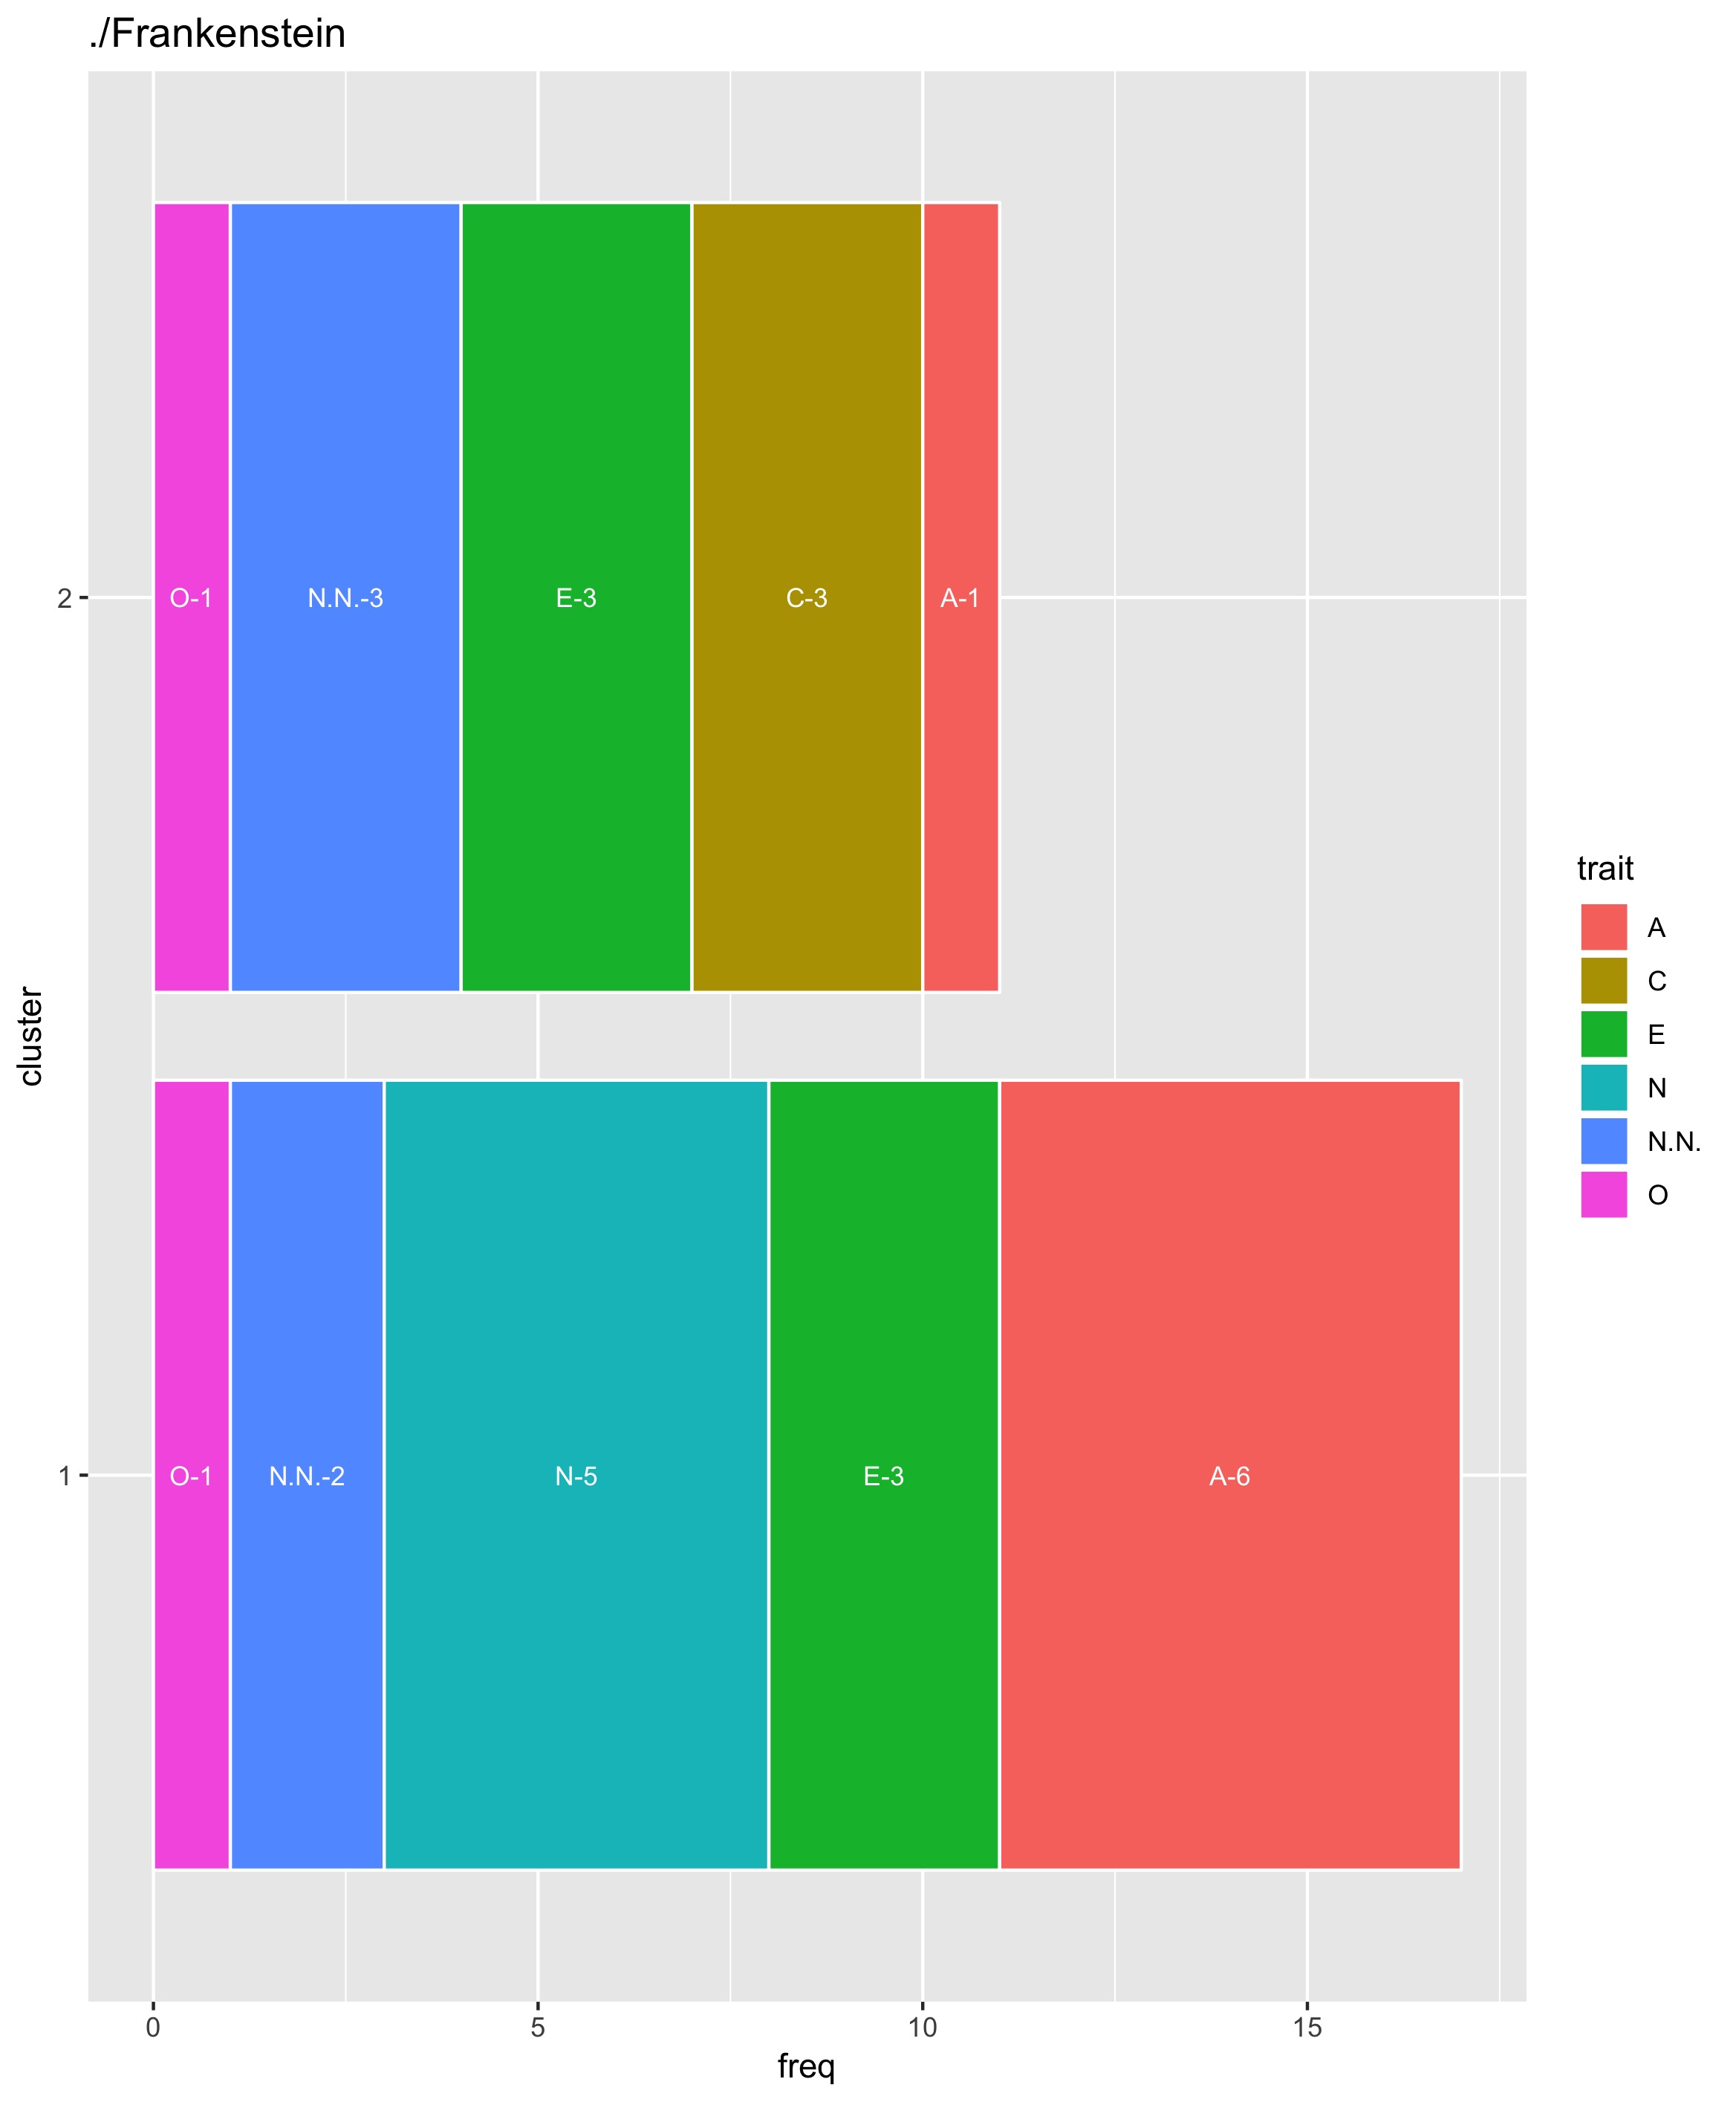 ./Frankenstein
2
O-1
N.N.-3
E-3
C-3
A-1
cluster
1
O-1
N.N.-2
N-5
E-3
A-6
0
5
10
15
freq
trait
A
C
E
N
N.N.
O